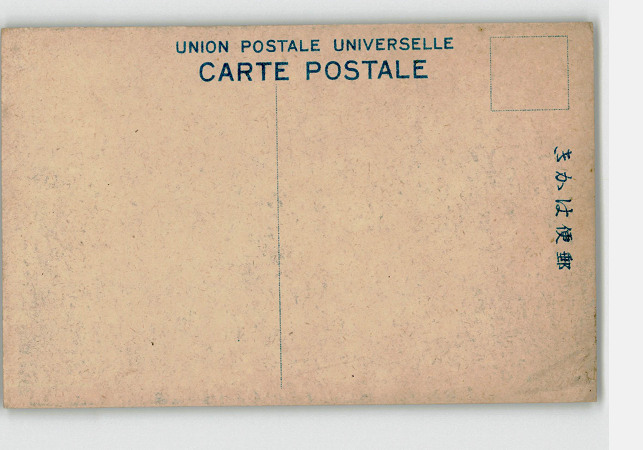 UNION POSTALE UNIVERSELLE
CARTE POSTALE
きかは便郵